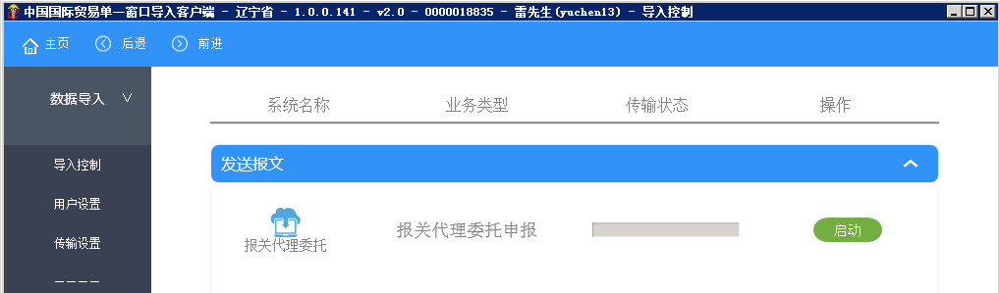 中国国际贸易单一窗口导入客户端 - 辽宁省 - 1.0.0.141 - v2.0 - 0000018835 - 雷先生(yuchen13) - 导入控制
主页 后退 前进
数据导入
系统名称 业务类型 传输状态 操作
导入控制
发送报文
用户设置
报关代理委托申报 启动
传输设置
报关代理委托